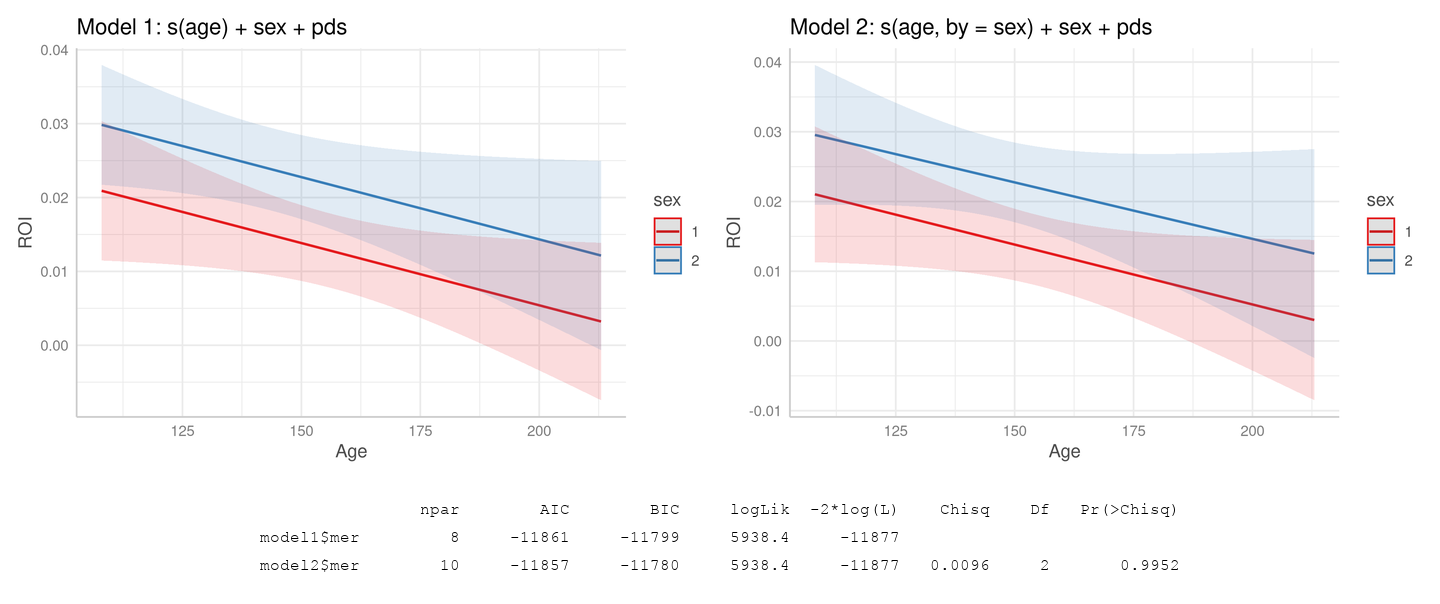 Model 1: s(age) + sex + pds
0.04
0.03
0.02
0.01
0.00
ROI
125 150 175 200
Age
sex
1
2
Model 2: s(age, by = sex) + sex + pds
0.04
0.03
0.02
0.01
0.00
-0.01
ROI
125 150 175 200
Age
sex
1
2
npar AIC BIC logLik -2*log(L) Chisq Df Pr(>Chisq)
model1$mer 8 -11861 -11799 5938.4 -11877
model2$mer 10 -11857 -11780 5938.4 -11877 0.0096 2 0.9952